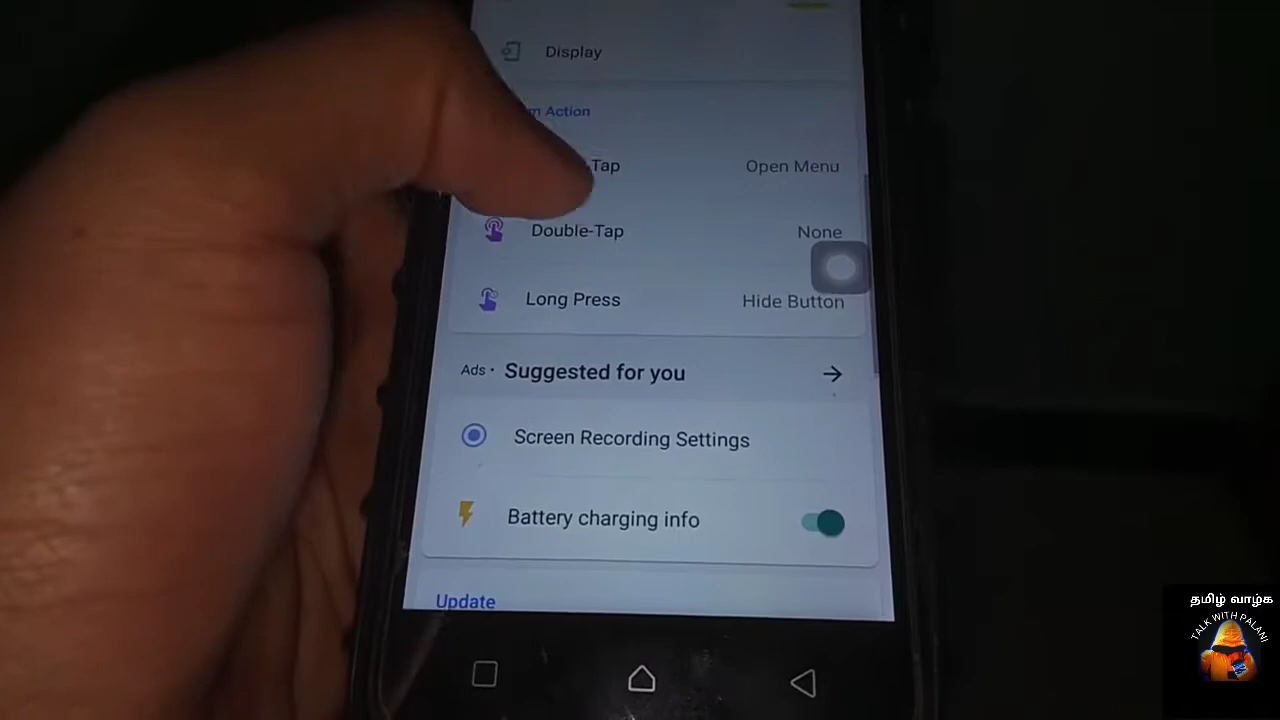 Display
Action
Tap Open Menu
Double-Tap None
Long Press Hide Button
Ads · Suggested for you
Screen Recording Settings
Battery charging info
Update
தமிழ் வாழ்க
TALK WITH PALANI